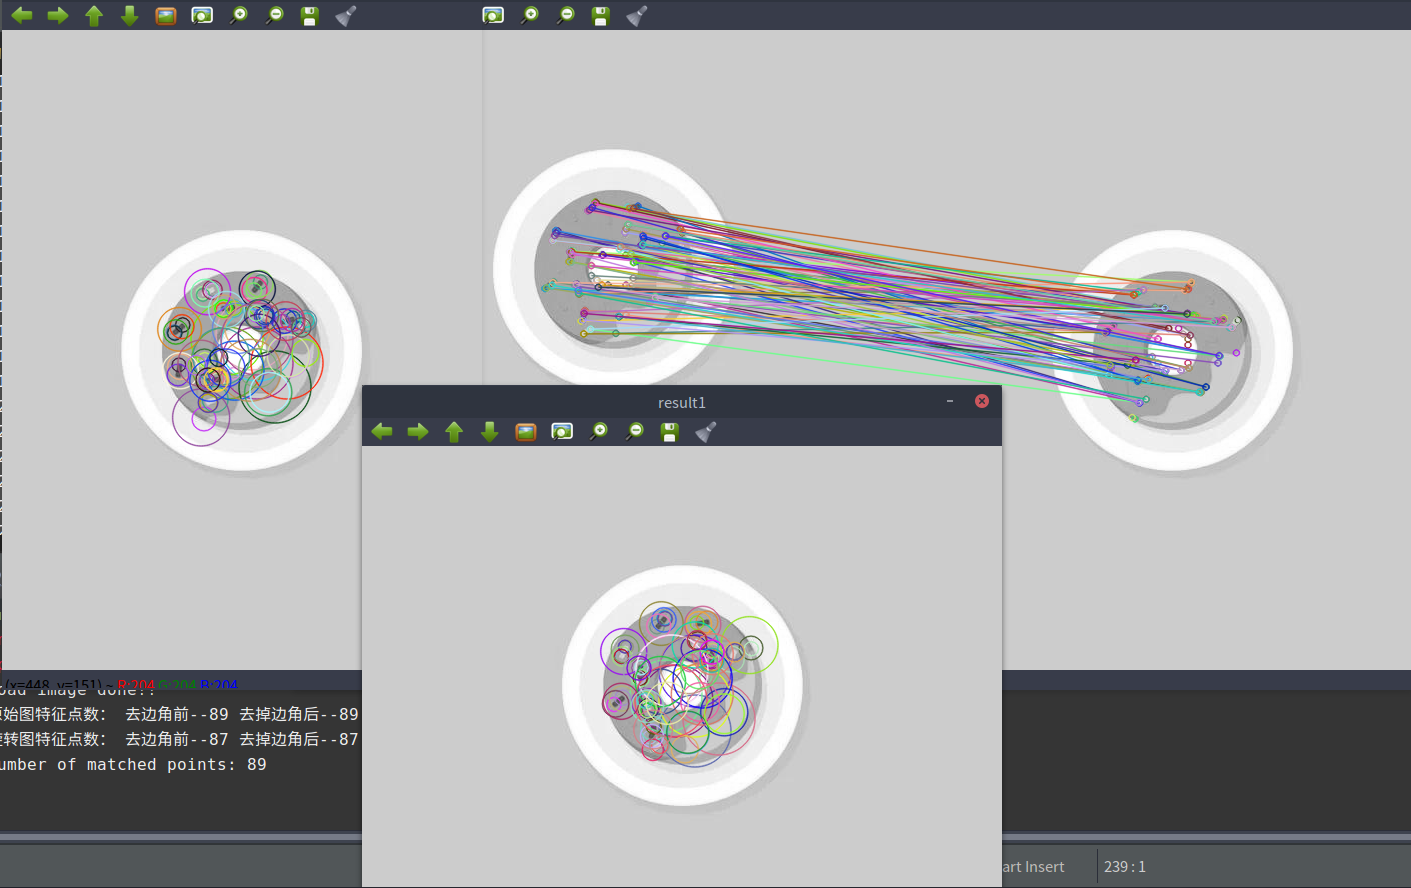 result1
(x=448, y=151) ~ R:204 G:204 B:204
oad image done!!
原始图特征点数: 去边角前--89 去掉边角后--89
旋转图特征点数: 去边角前--87 去掉边角后--87
umber of matched points: 89
art Insert
239:1